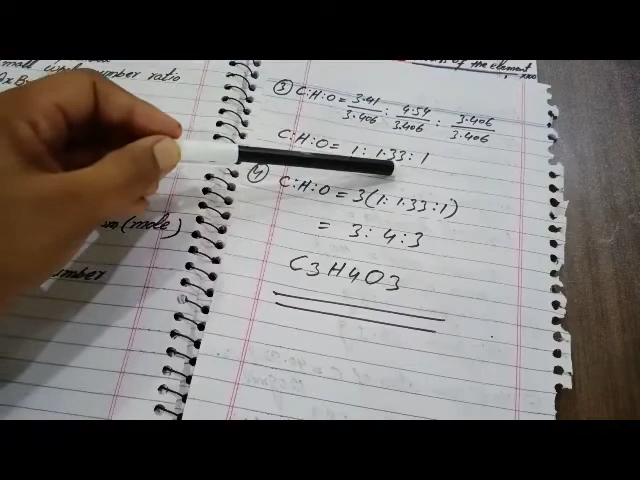 small whole number ratio
of the element
③ C:H:O = 3.41/3.406 : 4.54/3.406 : 3.406/3.406
C:H:O = 1 : 1.33 : 1
④ C:H:O = 3(1:1.33:1)
= 3:4:3
(mole)
C3H4O3